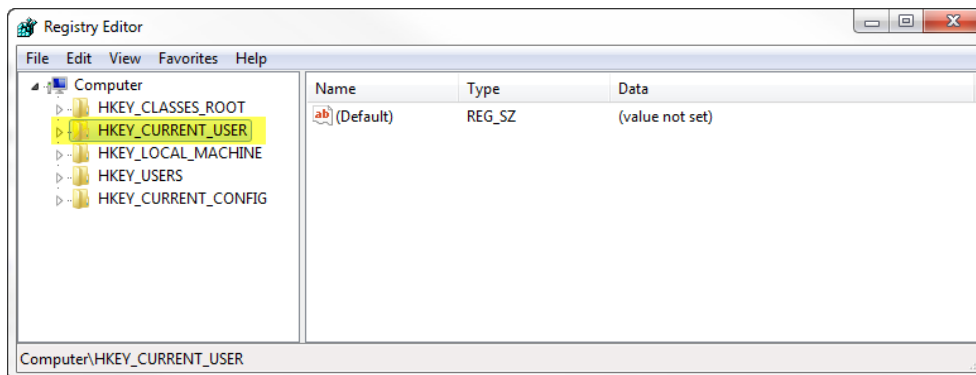 Registry Editor
File Edit View Favorites Help
Computer
HKEY_CLASSES_ROOT
HKEY_CURRENT_USER
HKEY_LOCAL_MACHINE
HKEY_USERS
HKEY_CURRENT_CONFIG
Name Type Data
ab (Default) REG_SZ (value not set)
Computer\HKEY_CURRENT_USER